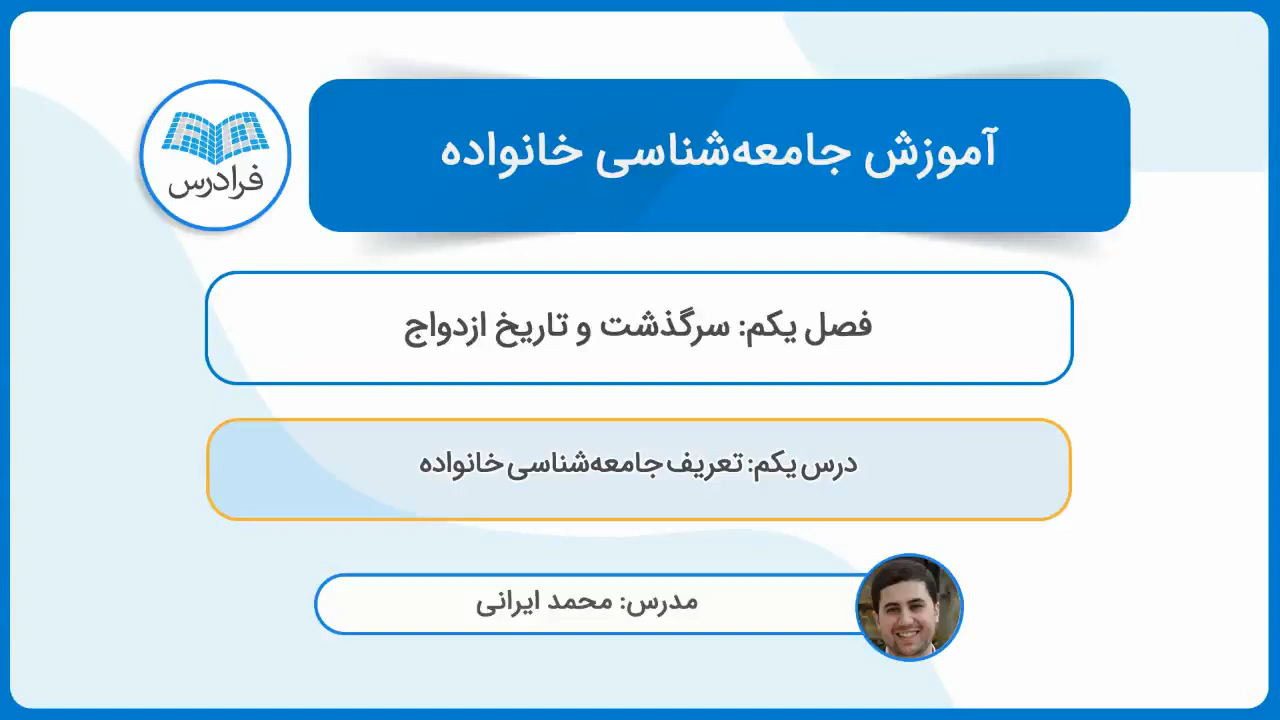 آموزش جامعه‌شناسی خانواده
فرادرس
فصل یکم: سرگذشت و تاریخ ازدواج
درس یکم: تعریف جامعه‌شناسی خانواده
مدرس: محمد ایرانی